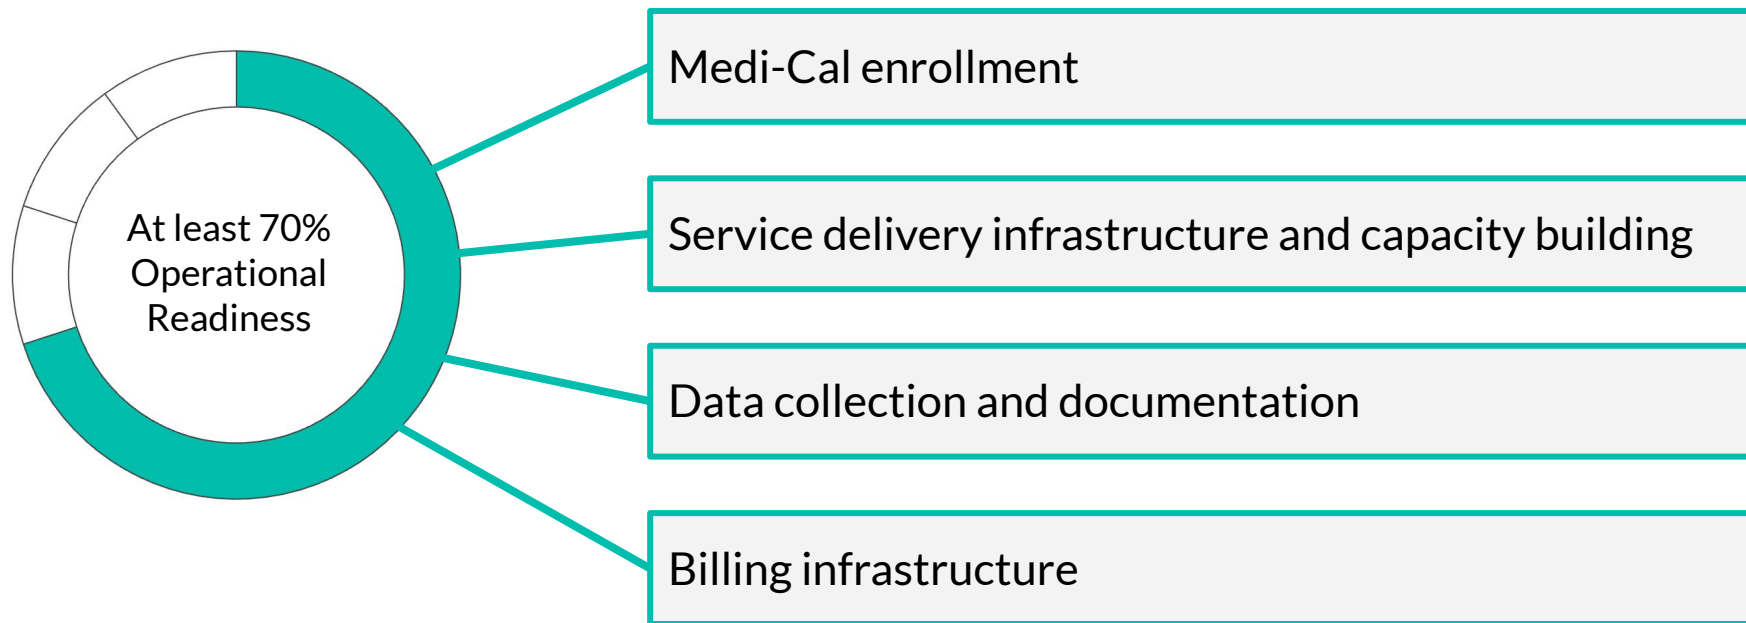 At least 70%
Operational
Readiness
Medi-Cal enrollment
Service delivery infrastructure and capacity building
Data collection and documentation
Billing infrastructure